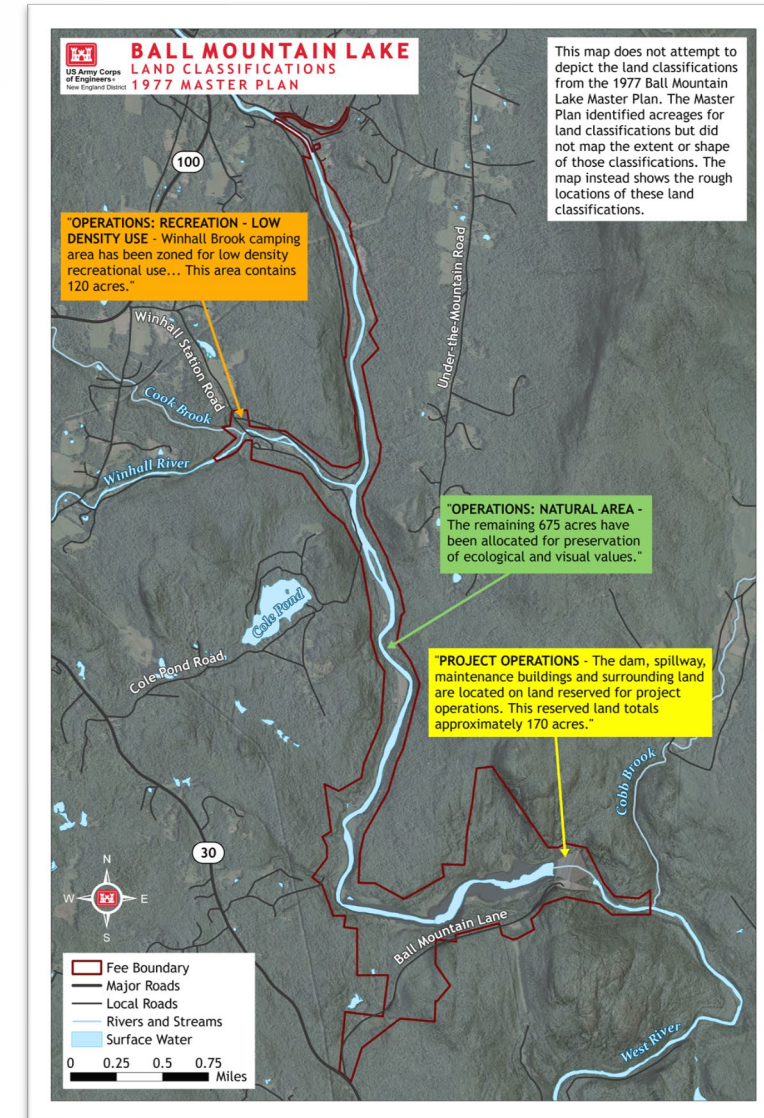 US Army Corps
of Engineers®
New England District
BALL MOUNTAIN LAKE
LAND CLASSIFICATIONS
1977 MASTER PLAN
This map does not attempt to
depict the land classifications
from the 1977 Ball Mountain
Lake Master Plan. The Master
Plan identified acreages for
land classifications but did
not map the extent or shape
of those classifications. The
map instead shows the rough
locations of these land
classifications.
100
"OPERATIONS: RECREATION - LOW
DENSITY USE - Winhall Brook camping
area has been zoned for low density
recreational use... This area contains
120 acres."
Under-the-Mountain Road
Winhall Station Road
Cook Brook
Winhall River
"OPERATIONS: NATURAL AREA -
The remaining 675 acres have
been allocated for preservation
of ecological and visual values."
Cole Pond
Cole Pond Road
"PROJECT OPERATIONS - The dam, spillway,
maintenance buildings and surrounding land
are located on land reserved for project
operations. This reserved land totals
approximately 170 acres."
Cobb Brook
30
N
W
E
S
Ball Mountain Lane
West River
Fee Boundary
Major Roads
Local Roads
Rivers and Streams
Surface Water
0 0.25 0.5 0.75
Miles